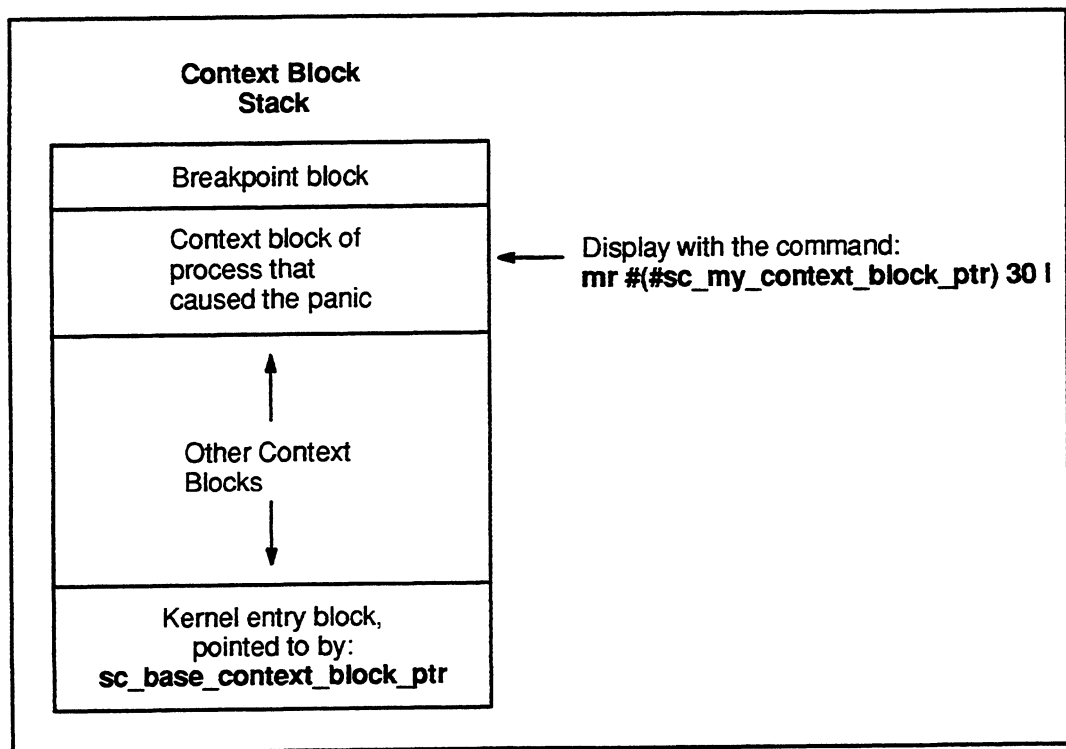 Context Block
Stack
Breakpoint block
Context block of
process that
caused the panic
Display with the command:
mr #(#sc_my_context_block_ptr) 30 l
Other Context
Blocks
Kernel entry block,
pointed to by:
sc_base_context_block_ptr